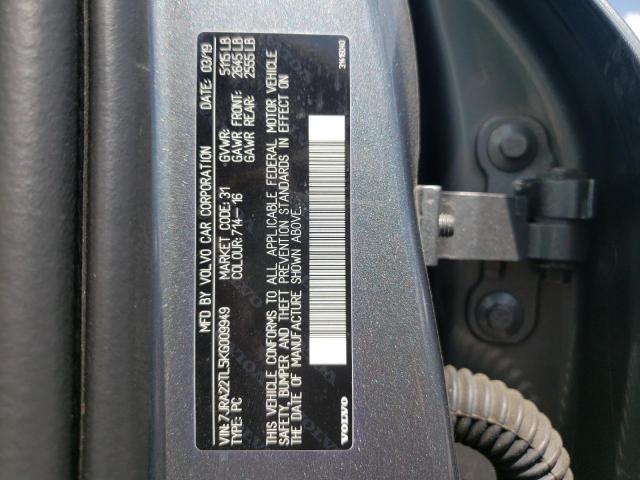 MFD BY VOLVO CAR CORPORATION DATE: 03/19
VIN: 7JRA22TL5KG009949 MARKET CODE: 31 GVWR: 5115 LB
TYPE: PC COLOUR: 714-16 GAWR FRONT: 2645 LB
GAWR REAR: 2555 LB
THIS VEHICLE CONFORMS TO ALL APPLICABLE FEDERAL MOTOR VEHICLE
SAFETY, BUMPER AND THEFT PREVENTION STANDARDS IN EFFECT ON
THE DATE OF MANUFACTURE SHOWN ABOVE.
VOLVO